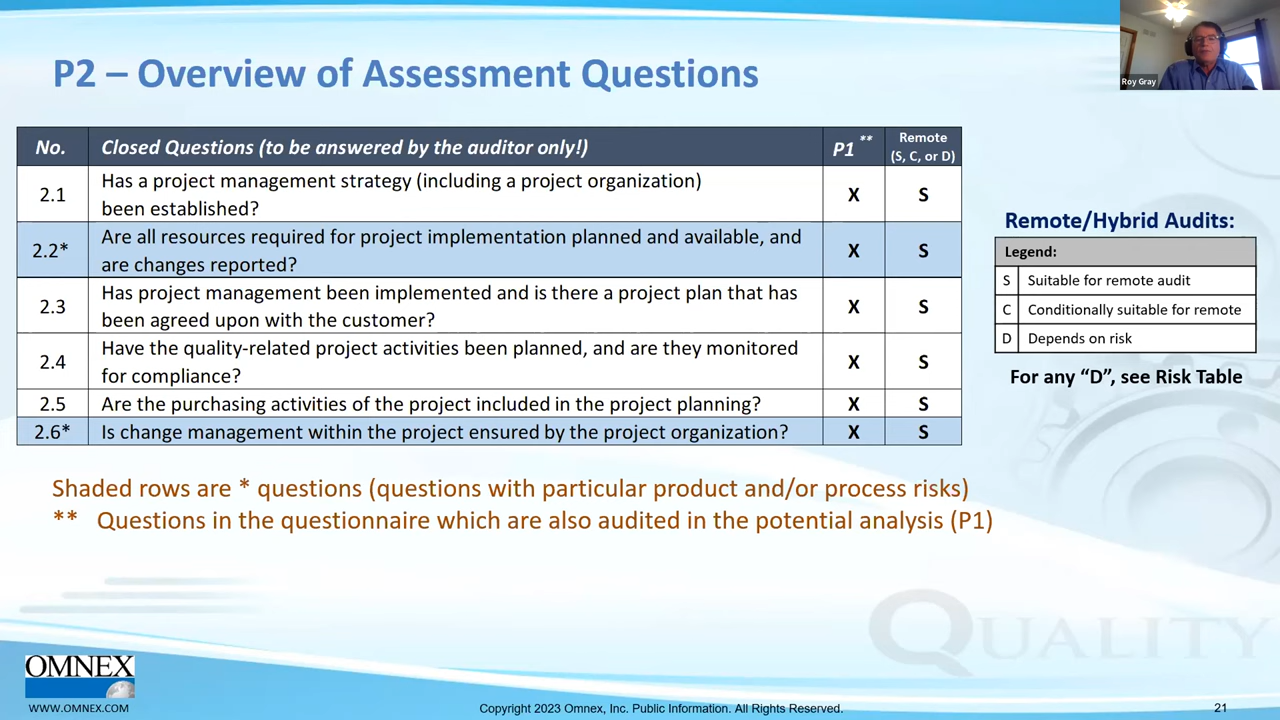 P2 – Overview of Assessment Questions
Roy Gray
No.
Closed Questions (to be answered by the auditor only!)
P1 **
Remote
(S, C, or D)
2.1
Has a project management strategy (including a project organization)
been established?
X
S
2.2*
Are all resources required for project implementation planned and available, and
are changes reported?
X
S
2.3
Has project management been implemented and is there a project plan that has
been agreed upon with the customer?
X
S
2.4
Have the quality-related project activities been planned, and are they monitored
for compliance?
X
S
2.5
Are the purchasing activities of the project included in the project planning?
X
S
2.6*
Is change management within the project ensured by the project organization?
X
S
Remote/Hybrid Audits:
Legend:
S Suitable for remote audit
C Conditionally suitable for remote
D Depends on risk
For any “D”, see Risk Table
Shaded rows are * questions (questions with particular product and/or process risks)
** Questions in the questionnaire which are also audited in the potential analysis (P1)
QUALITY
OMNEX
WWW.OMNEX.COM
Copyright 2023 Omnex, Inc. Public Information. All Rights Reserved.
21